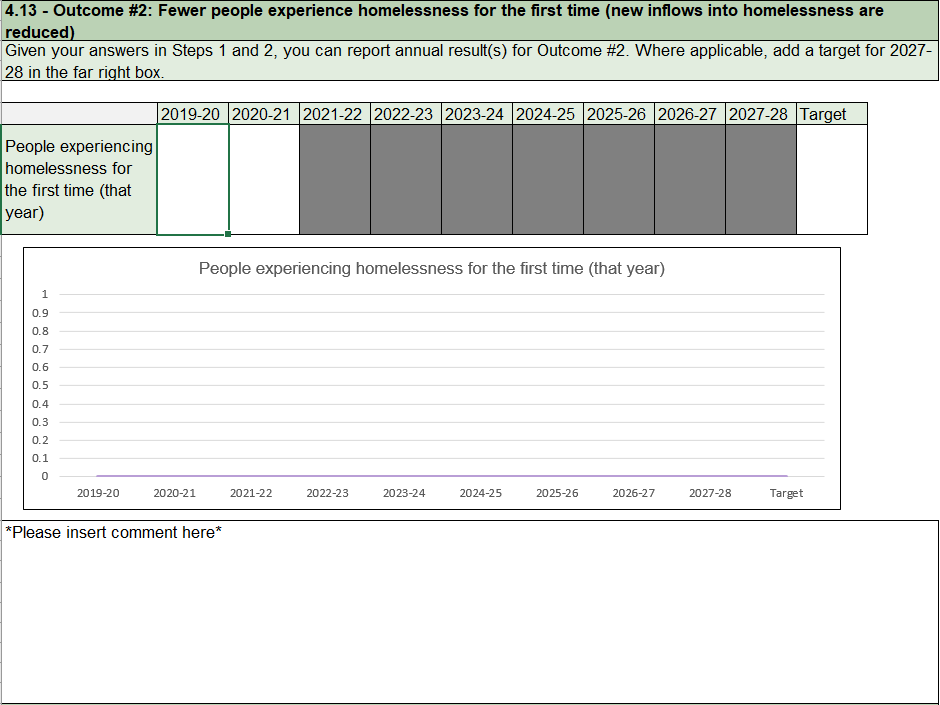 4.13 - Outcome #2: Fewer people experience homelessness for the first time (new inflows into homelessness are
reduced)
Given your answers in Steps 1 and 2, you can report annual result(s) for Outcome #2. Where applicable, add a target for 2027-
28 in the far right box.
2019-20 2020-21 2021-22 2022-23 2023-24 2024-25 2025-26 2026-27 2027-28 Target
People experiencing
homelessness for
the first time (that
year)
People experiencing homelessness for the first time (that year)
1
0.9
0.8
0.7
0.6
0.5
0.4
0.3
0.2
0.1
0
2019-20 2020-21 2021-22 2022-23 2023-24 2024-25 2025-26 2026-27 2027-28 Target
*Please insert comment here*